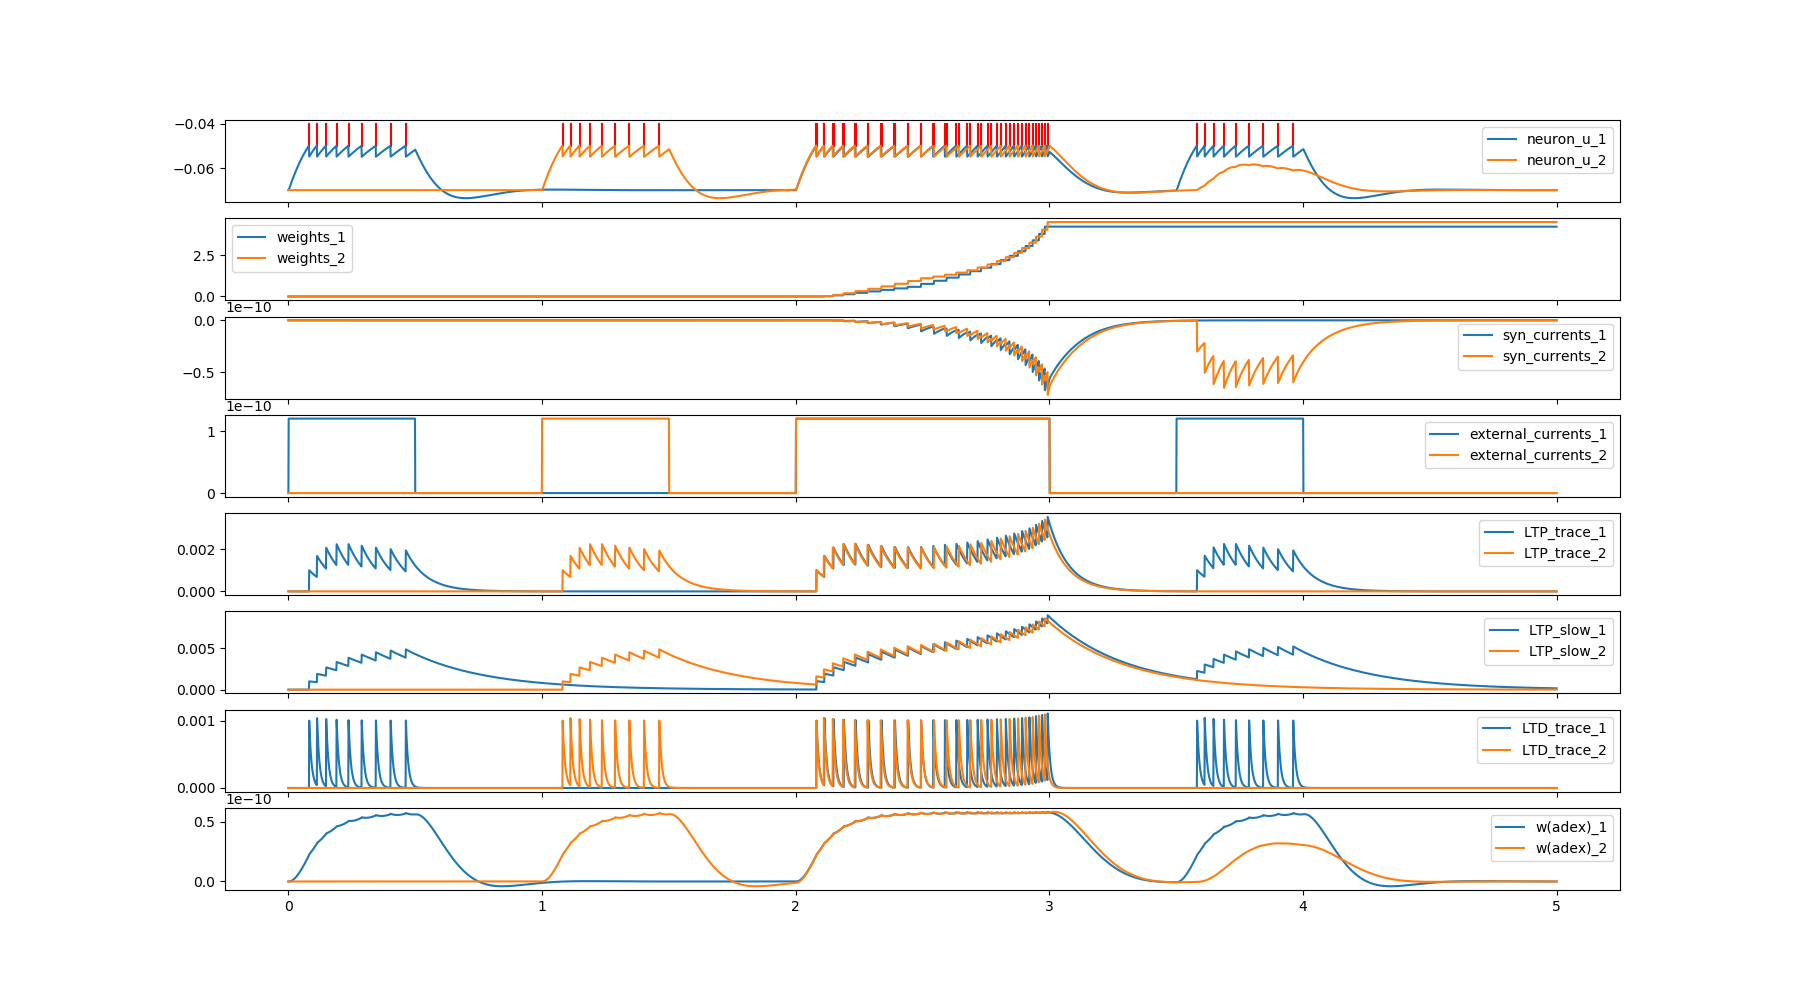 −0.04
−0.06
neuron_u_1
neuron_u_2
2.5
0.0
weights_1
weights_2
1e−10
0.0
−0.5
syn_currents_1
syn_currents_2
1e−10
1
0
external_currents_1
external_currents_2
0.002
0.000
LTP_trace_1
LTP_trace_2
0.005
0.000
LTP_slow_1
LTP_slow_2
0.001
0.000
LTD_trace_1
LTD_trace_2
1e−10
0.5
0.0
w(adex)_1
w(adex)_2
0 1 2 3 4 5